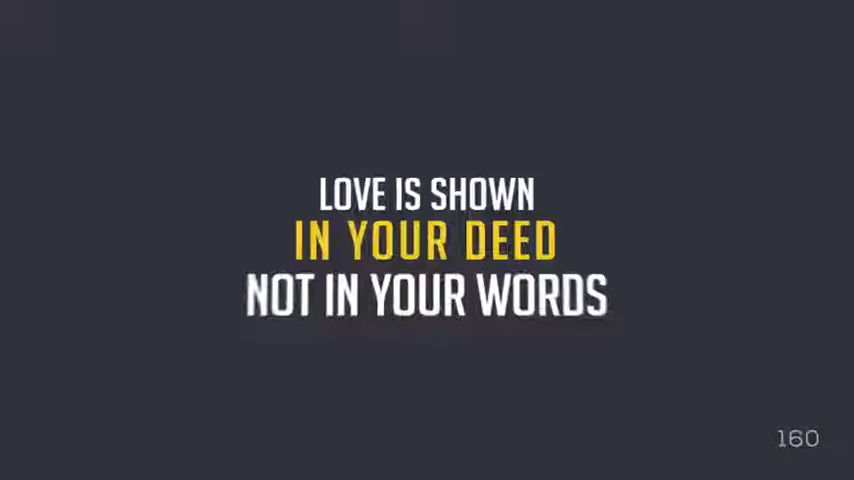 LOVE IS SHOWN
IN YOUR DEED
NOT IN YOUR WORDS
160